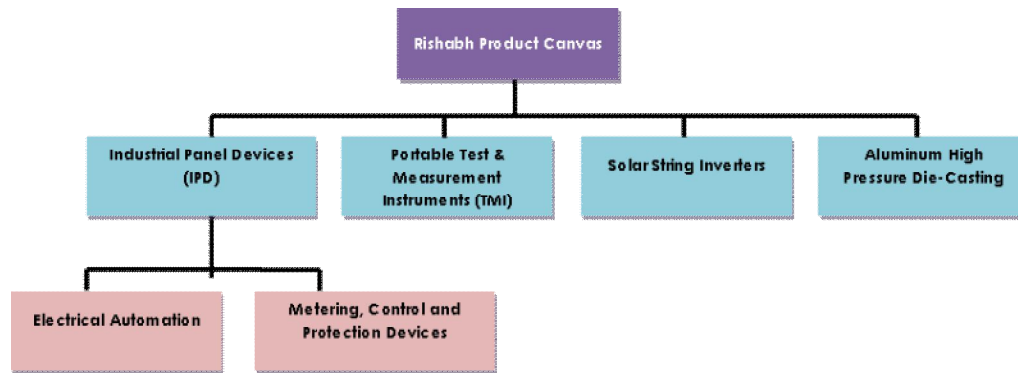 Rishabh Product Canvas
Industrial Panel Devices
(IPD)
Portable Test &
Measurement
Instruments (TMI)
Solar String Inverters
Aluminum High
Pressure Die-Casting
Electrical Automation
Metering, Control and
Protection Devices